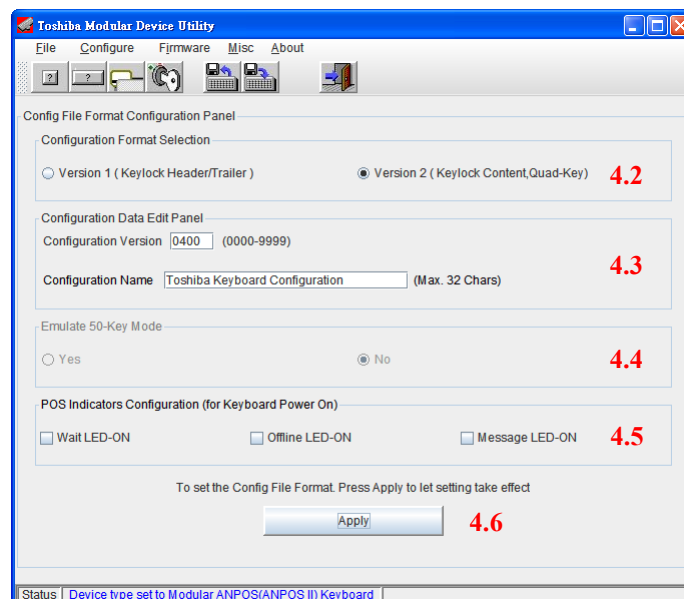 Toshiba Modular Device Utility
File Configure Firmware Misc About
? ?
Config File Format Configuration Panel
Configuration Format Selection
Version 1 ( Keylock Header/Trailer ) Version 2 ( Keylock Content,Quad-Key) 4.2
Configuration Data Edit Panel
Configuration Version 0400 (0000-9999)
4.3
Configuration Name Toshiba Keyboard Configuration (Max. 32 Chars)
Emulate 50-Key Mode
Yes No 4.4
POS Indicators Configuration (for Keyboard Power On)
Wait LED-ON Offline LED-ON Message LED-ON 4.5
To set the Config File Format. Press Apply to let setting take effect
Apply 4.6
Status Device type set to Modular ANPOS(ANPOS II) Keyboard